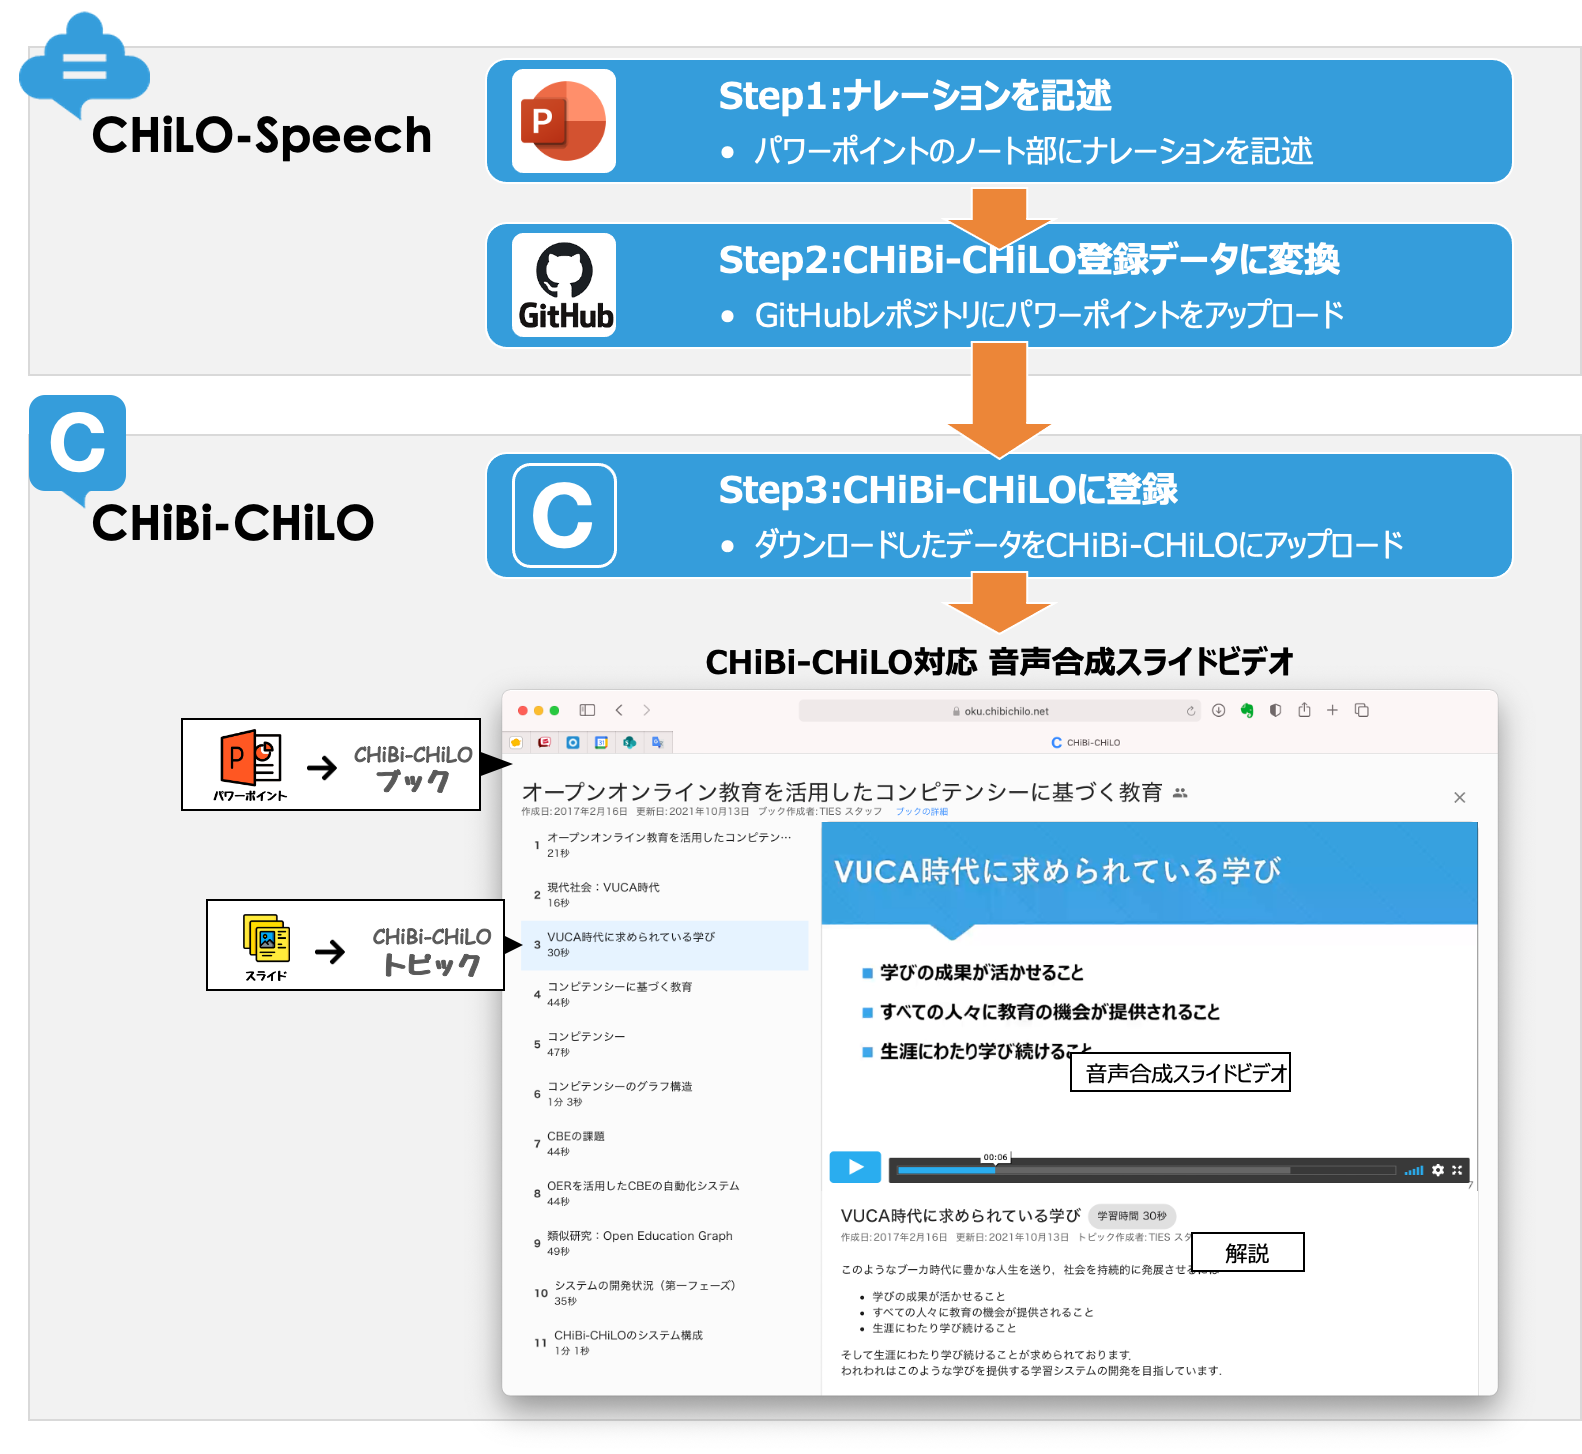 CHiLO-Speech
P
Step1:ナレーションを記述
• パワーポイントのノート部にナレーションを記述
GitHub
Step2:CHiBi-CHiLO登録データに変換
• GitHubレポジトリにパワーポイントをアップロード
C
CHiBi-CHiLO
C
Step3:CHiBi-CHiLOに登録
• ダウンロードしたデータをCHiBi-CHiLOにアップロード
CHiBi-CHiLO対応 音声合成スライドビデオ
P
パワーポイント
CHiBi-CHiLO
ブック
スライド
CHiBi-CHiLO
トピック
oku.chibichilo.net
C CHiBi-CHiLO
オープンオンライン教育を活用したコンピテンシーに基づく教育
作成日:2017年2月16日 更新日:2021年10月13日 ブック作成者:TIES スタッフ ブックの詳細
1 オープンオンライン教育を活用したコンピテン…
21秒
2 現代社会：VUCA時代
16秒
3 VUCA時代に求められている学び
30秒
4 コンピテンシーに基づく教育
44秒
5 コンピテンシー
47秒
6 コンピテンシーのグラフ構造
1分 3秒
7 CBEの課題
44秒
8 OERを活用したCBEの自動化システム
44秒
9 類似研究：Open Education Graph
49秒
10 システムの開発状況（第一フェーズ）
35秒
11 CHiBi-CHiLOのシステム構成
1分 1秒
VUCA時代に求められている学び
■ 学びの成果が活かせること
■ すべての人々に教育の機会が提供されること
■ 生涯にわたり学び続けること
音声合成スライドビデオ
00:06
7
VUCA時代に求められている学び 学習時間 30秒
作成日:2017年2月16日 更新日:2021年10月13日 トピック作成者:TIES スタ
解説
このようなブーカ時代に豊かな人生を送り，社会を持続的に発展させるには
• 学びの成果が活かせること
• すべての人々に教育の機会が提供されること
• 生涯にわたり学び続けること
そして生涯にわたり学び続けることが求められております．
われわれはこのような学びを提供する学習システムの開発を目指しています．